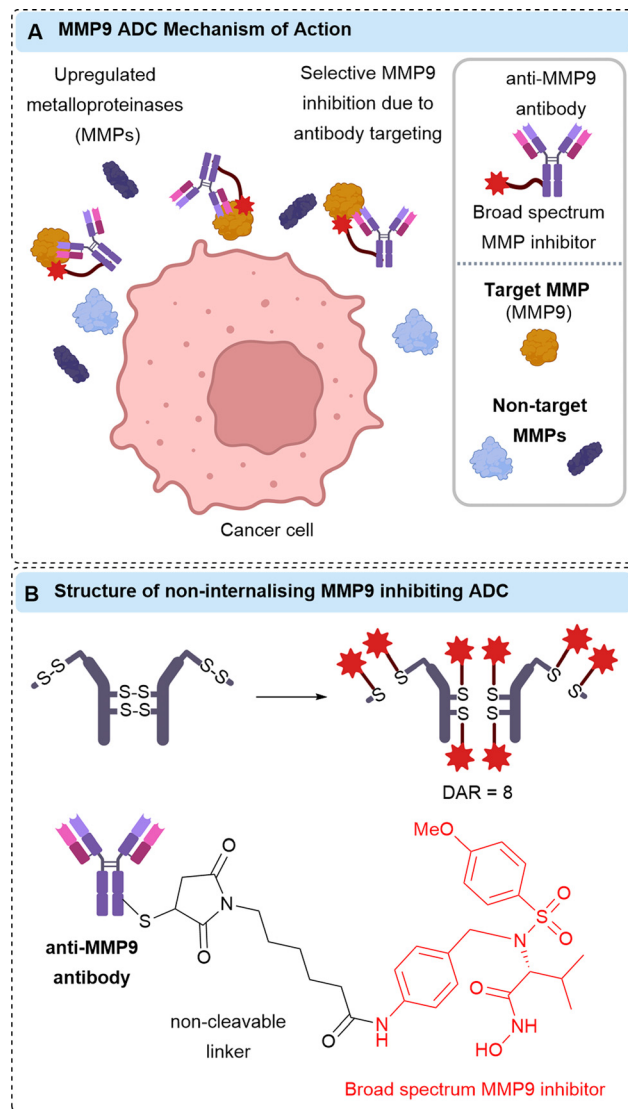 A MMP9 ADC Mechanism of Action
Upregulated
metalloproteinases
(MMPs)
Selective MMP9
inhibition due to
antibody targeting
anti-MMP9
antibody
Broad spectrum
MMP inhibitor
Target MMP
(MMP9)
Non-target
MMPs
Cancer cell
B Structure of non-internalising MMP9 inhibiting ADC
S-S
S-S
S-S
S-S
S
S
S
S
S
S
S
S
DAR = 8
anti-MMP9
antibody
S
O
N
O
non-cleavable
linker
O
N
H
MeO
S
O
O
N
O
NH
HO
Broad spectrum MMP9 inhibitor